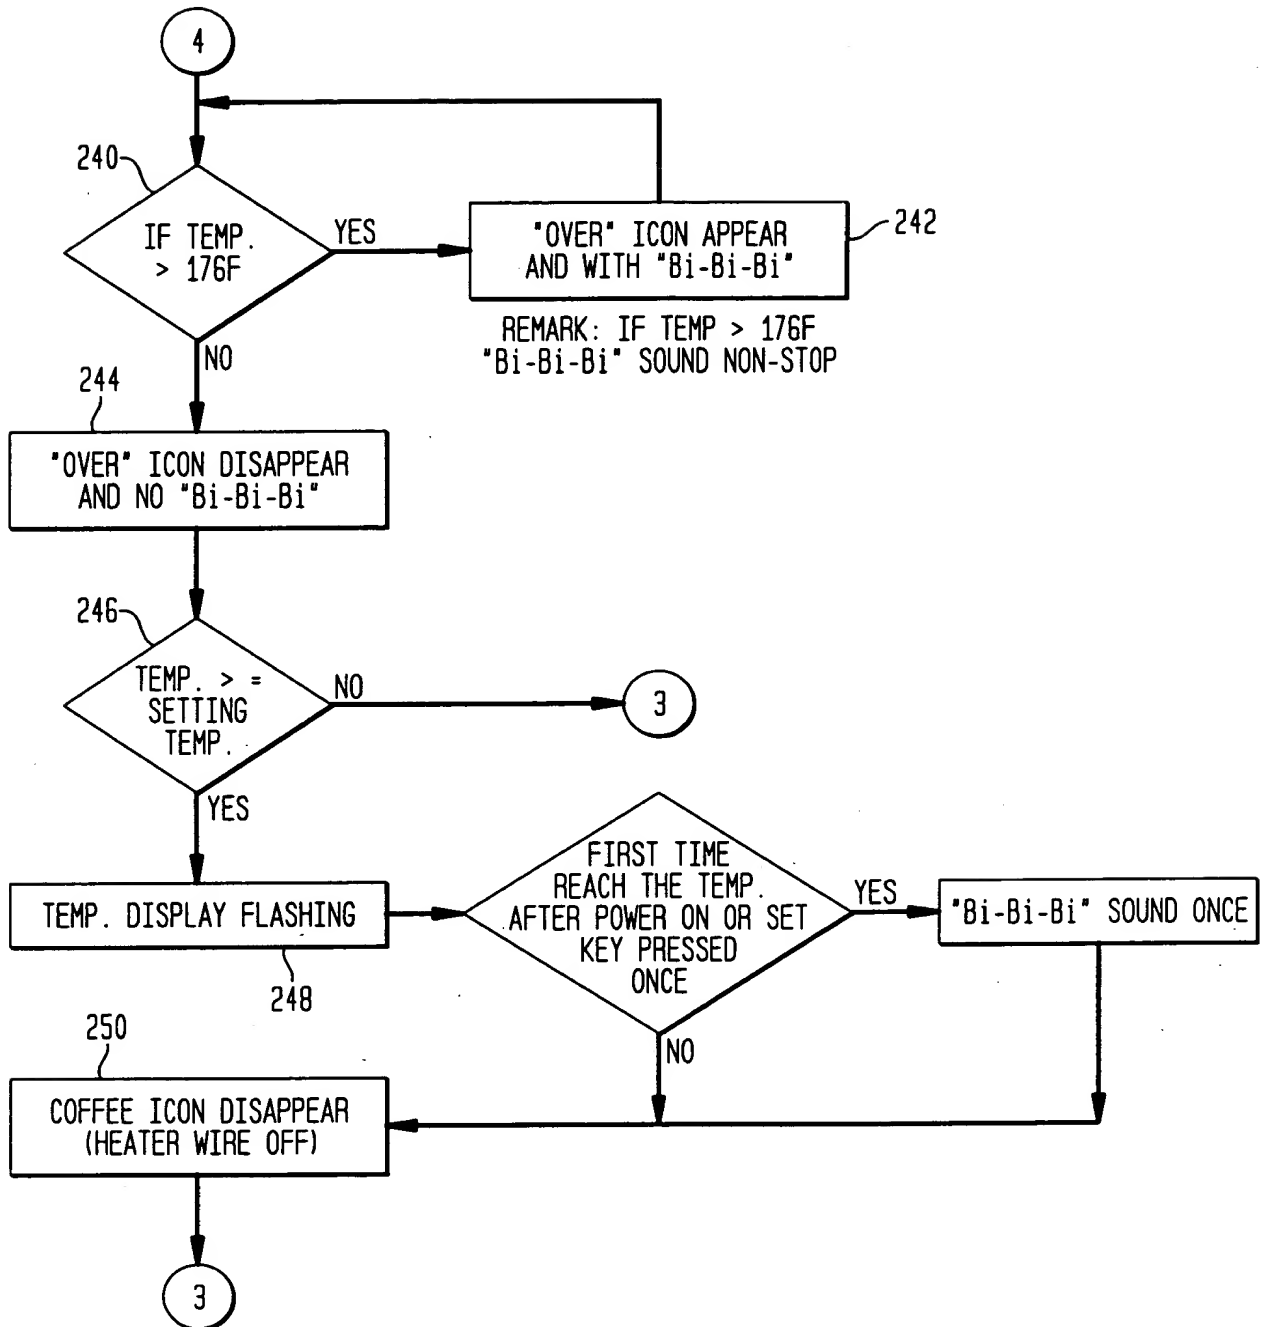 4
240
IF TEMP.
> 176F
YES
"OVER" ICON APPEAR
AND WITH "Bi-Bi-Bi"
242
REMARK: IF TEMP > 176F
"Bi-Bi-Bi" SOUND NON-STOP
NO
244
"OVER" ICON DISAPPEAR
AND NO "Bi-Bi-Bi"
246
TEMP. > =
SETTING
TEMP.
NO
3
YES
TEMP. DISPLAY FLASHING
248
FIRST TIME
REACH THE TEMP.
AFTER POWER ON OR SET
KEY PRESSED
ONCE
YES
"Bi-Bi-Bi" SOUND ONCE
NO
250
COFFEE ICON DISAPPEAR
(HEATER WIRE OFF)
3